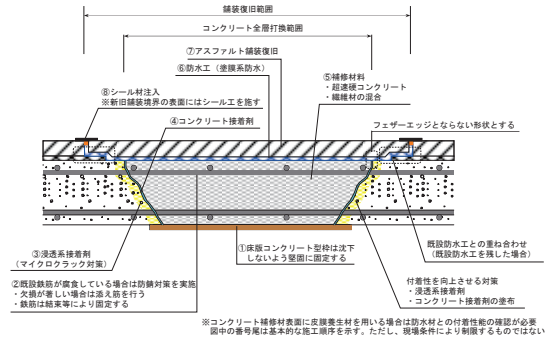 舗装復旧範囲
コンクリート全層打換範囲
⑦アスファルト舗装復旧
⑥防水工（塗膜系防水）
⑤補修材料
・超速硬コンクリート
・繊維材の混合
⑧シール材注入
※新旧舗装境界の表面にはシール工を施す
④コンクリート接着剤
フェザーエッジとならない形状とする
③浸透系接着剤
（マイクロクラック対策）
①床版コンクリート型枠は沈下
しないよう堅固に固定する
既設防水工との重ね合わせ
（既設防水工を残した場合）
②既設鉄筋が腐食している場合は防錆対策を実施
・欠損が著しい場合は添え筋を行う
・鉄筋は結束等により固定する
付着性を向上させる対策
・浸透系接着剤
・コンクリート接着剤の塗布
※コンクリート補修材表面に皮膜養生材を用いる場合は防水材との付着性能の確認が必要
図中の番号尾は基本的な施工順序を示す。ただし、現場条件により制限するものではない